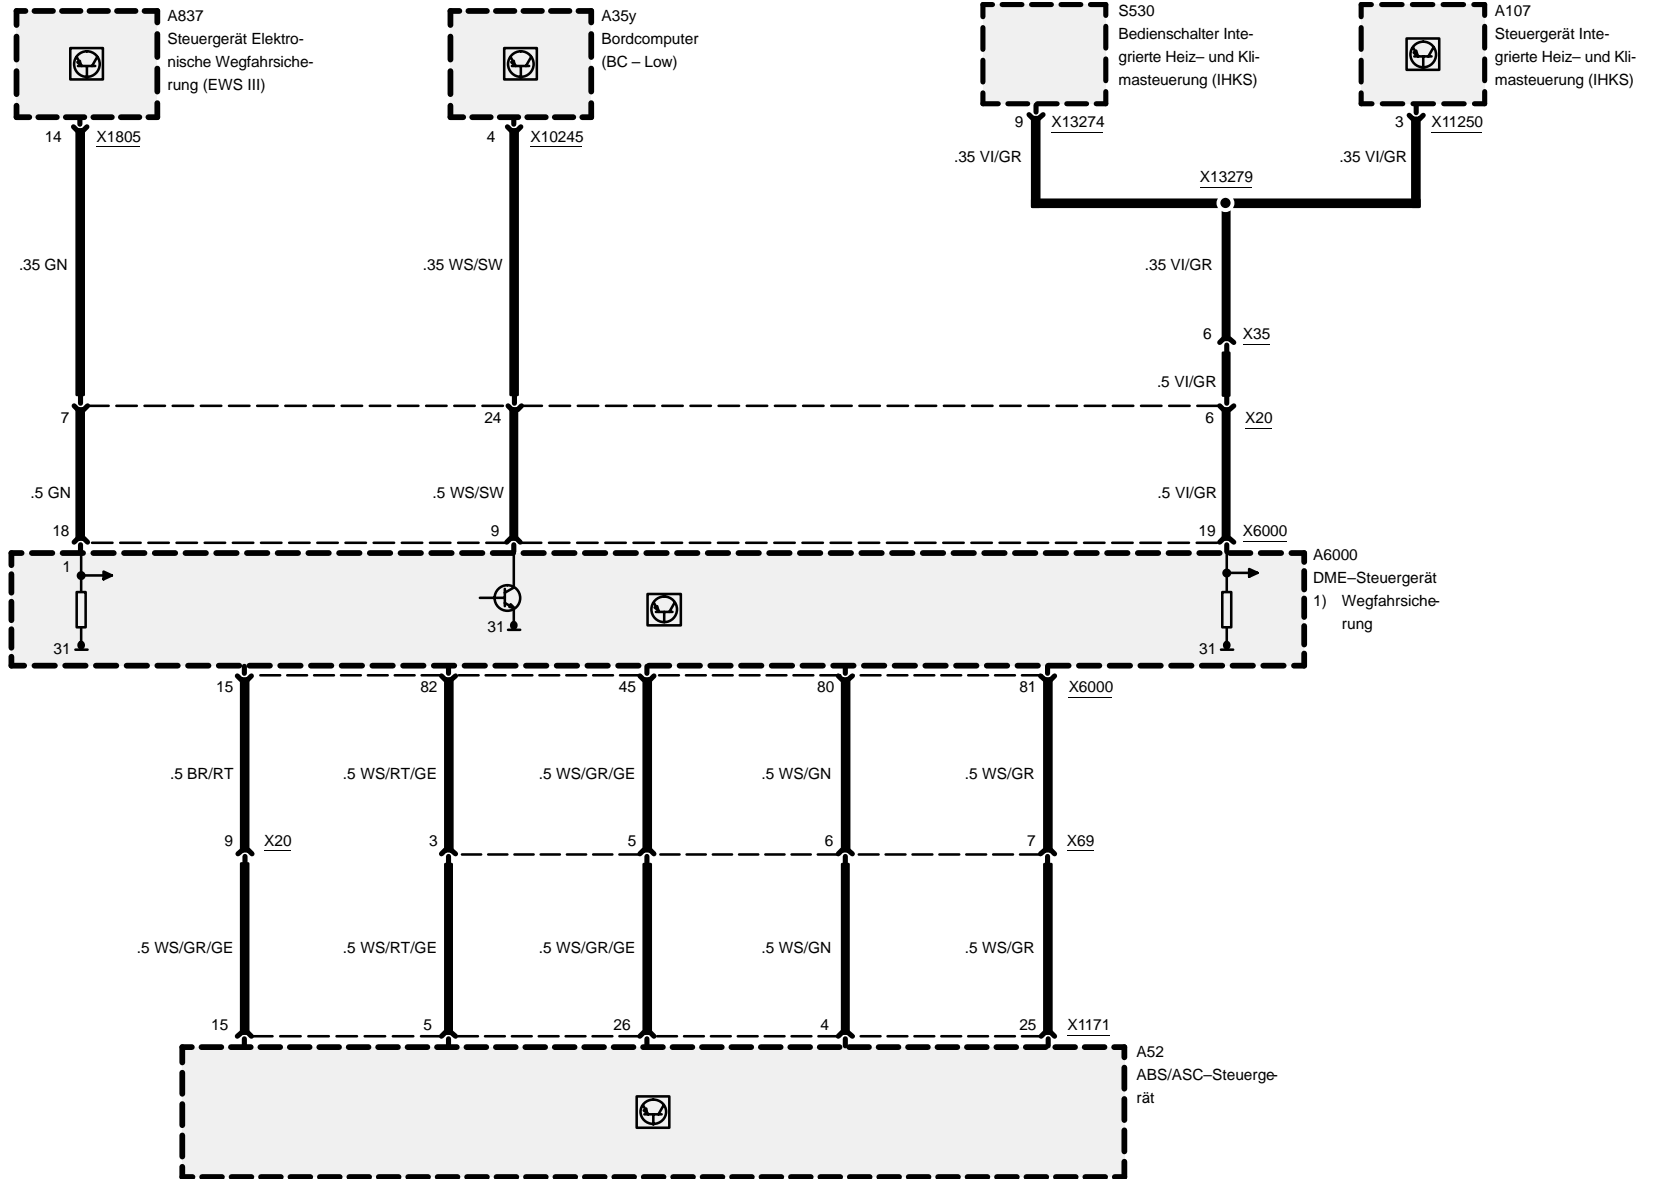 A837
Steuergerät Elektro-
nische Wegfahrsiche-
rung (EWS III)
A35y
Bordcomputer
(BC – Low)
S530
Bedienschalter Inte-
grierte Heiz– und Kli-
masteuerung (IHKS)
A107
Steuergerät Inte-
grierte Heiz– und Kli-
masteuerung (IHKS)
14 X1805
4 X10245
9 X13274
3 X11250
.35 VI/GR
.35 VI/GR
X13279
.35 GN
.35 WS/SW
.35 VI/GR
6 X35
.5 VI/GR
7
24
6 X20
.5 GN
.5 WS/SW
.5 VI/GR
18
9
19 X6000
A6000
DME–Steuergerät
1) Wegfahrsiche-
rung
1
31
31
31
15
82
45
80
81 X6000
.5 BR/RT
.5 WS/RT/GE
.5 WS/GR/GE
.5 WS/GN
.5 WS/GR
9 X20
3
5
6
7 X69
.5 WS/GR/GE
.5 WS/RT/GE
.5 WS/GR/GE
.5 WS/GN
.5 WS/GR
15
5
26
4
25 X1171
A52
ABS/ASC–Steuerge-
rät